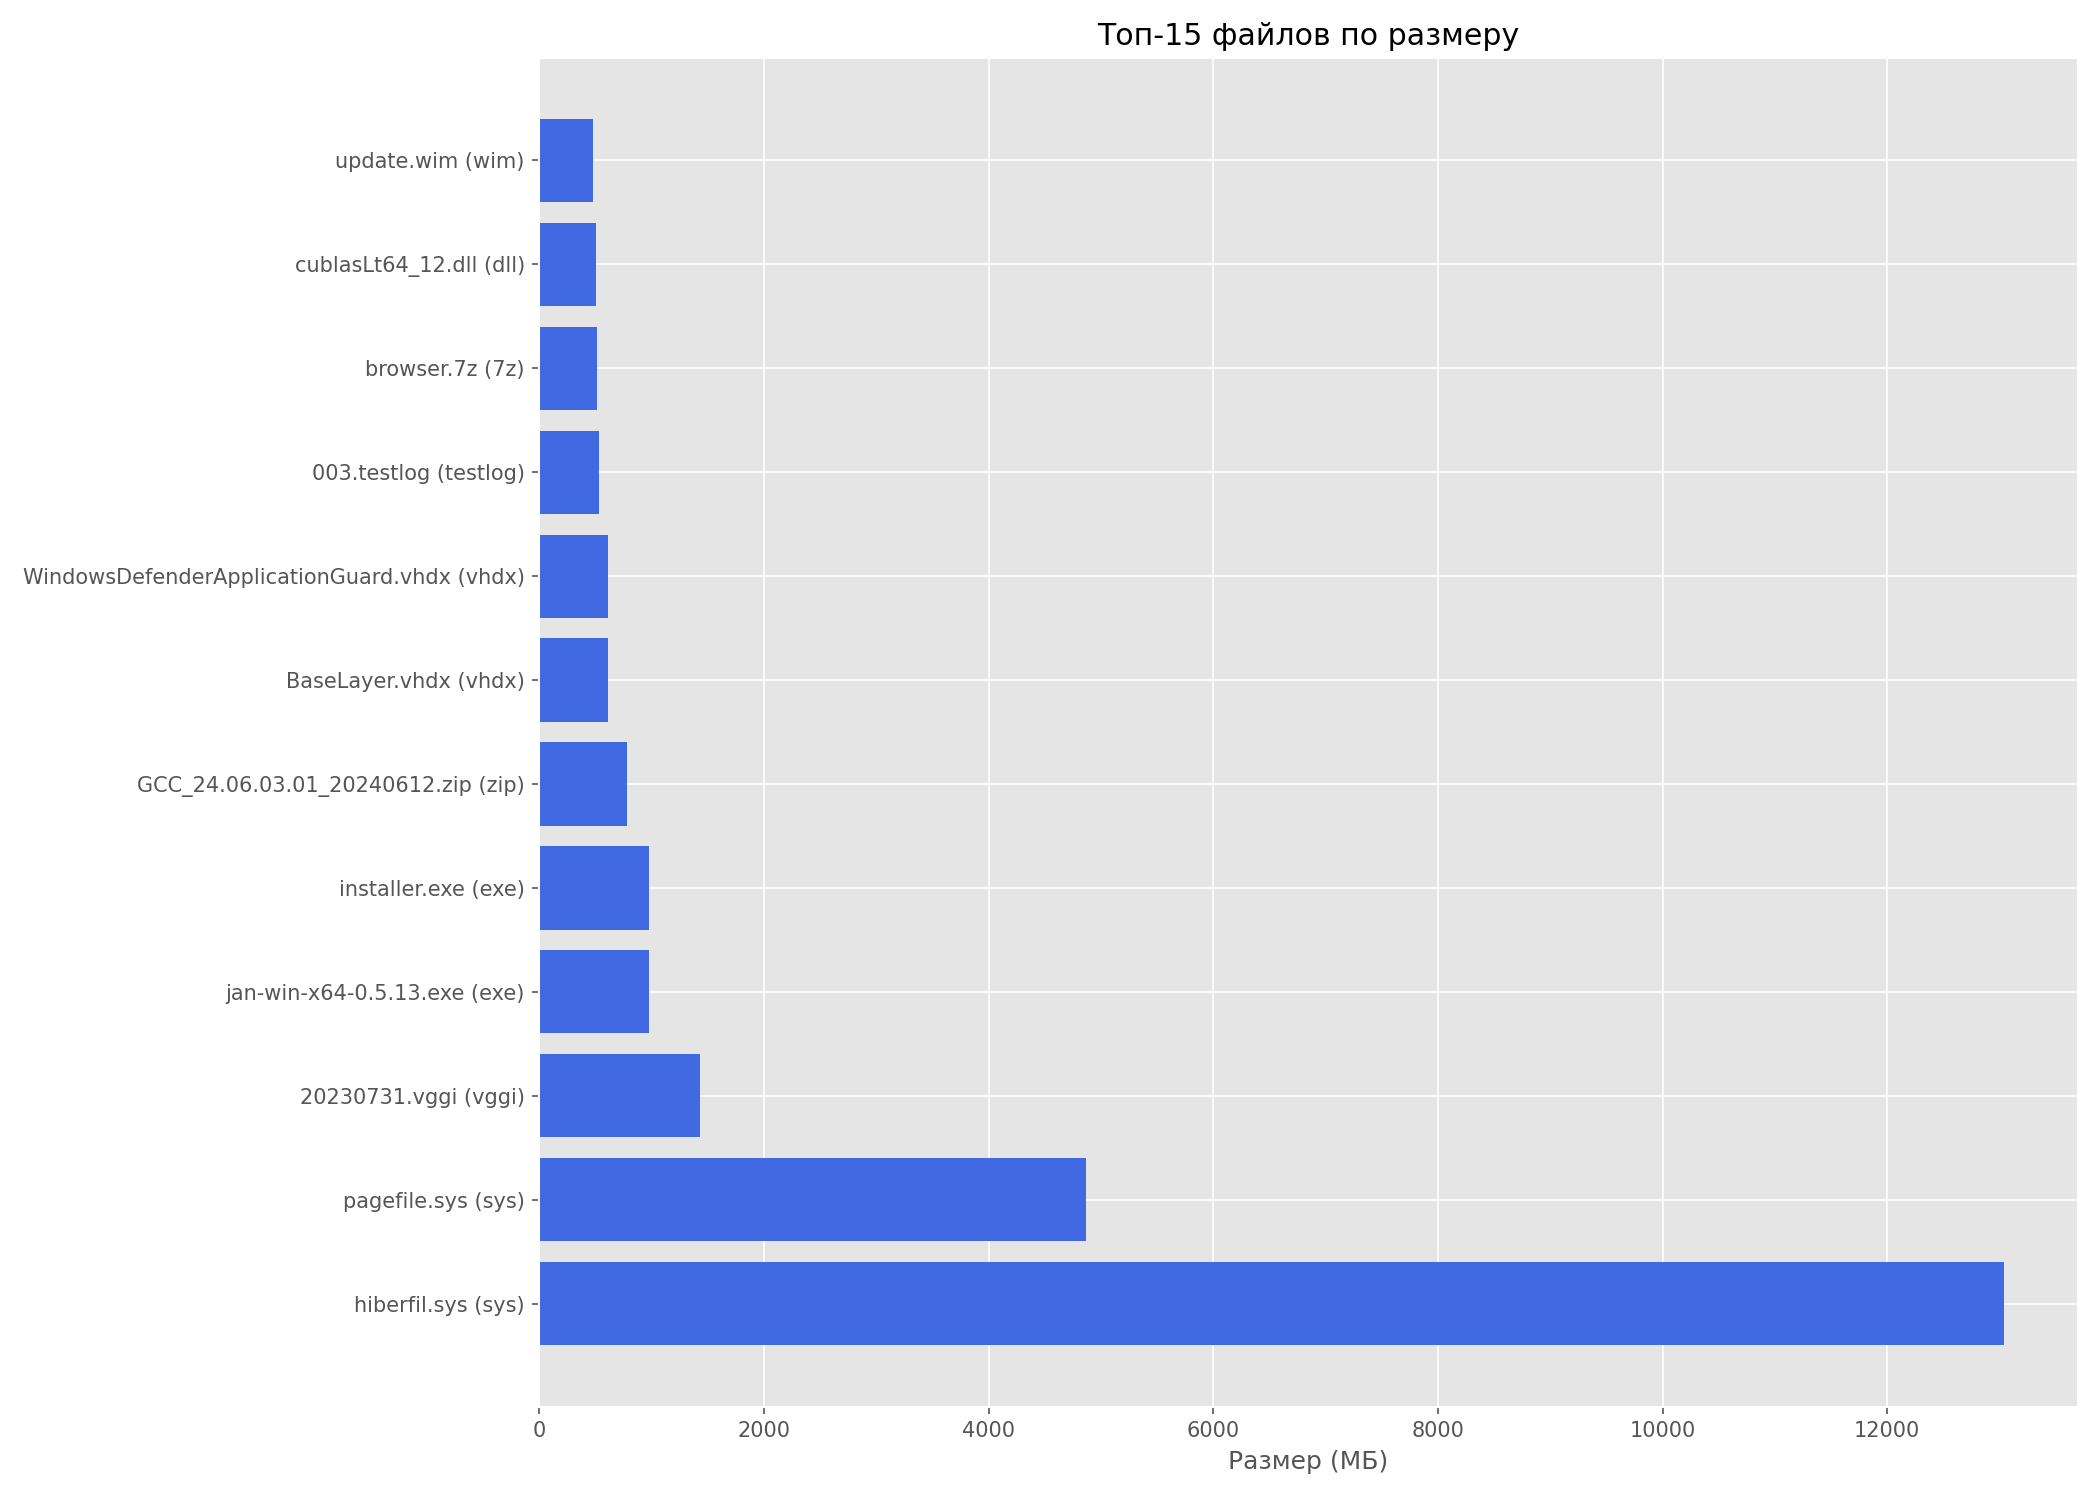 Топ-15 файлов по размеру
update.wim (wim)
cublasLt64_12.dll (dll)
browser.7z (7z)
003.testlog (testlog)
WindowsDefenderApplicationGuard.vhdx (vhdx)
BaseLayer.vhdx (vhdx)
GCC_24.06.03.01_20240612.zip (zip)
installer.exe (exe)
jan-win-x64-0.5.13.exe (exe)
20230731.vggi (vggi)
pagefile.sys (sys)
hiberfil.sys (sys)
0 2000 4000 6000 8000 10000 12000
Размер (МБ)